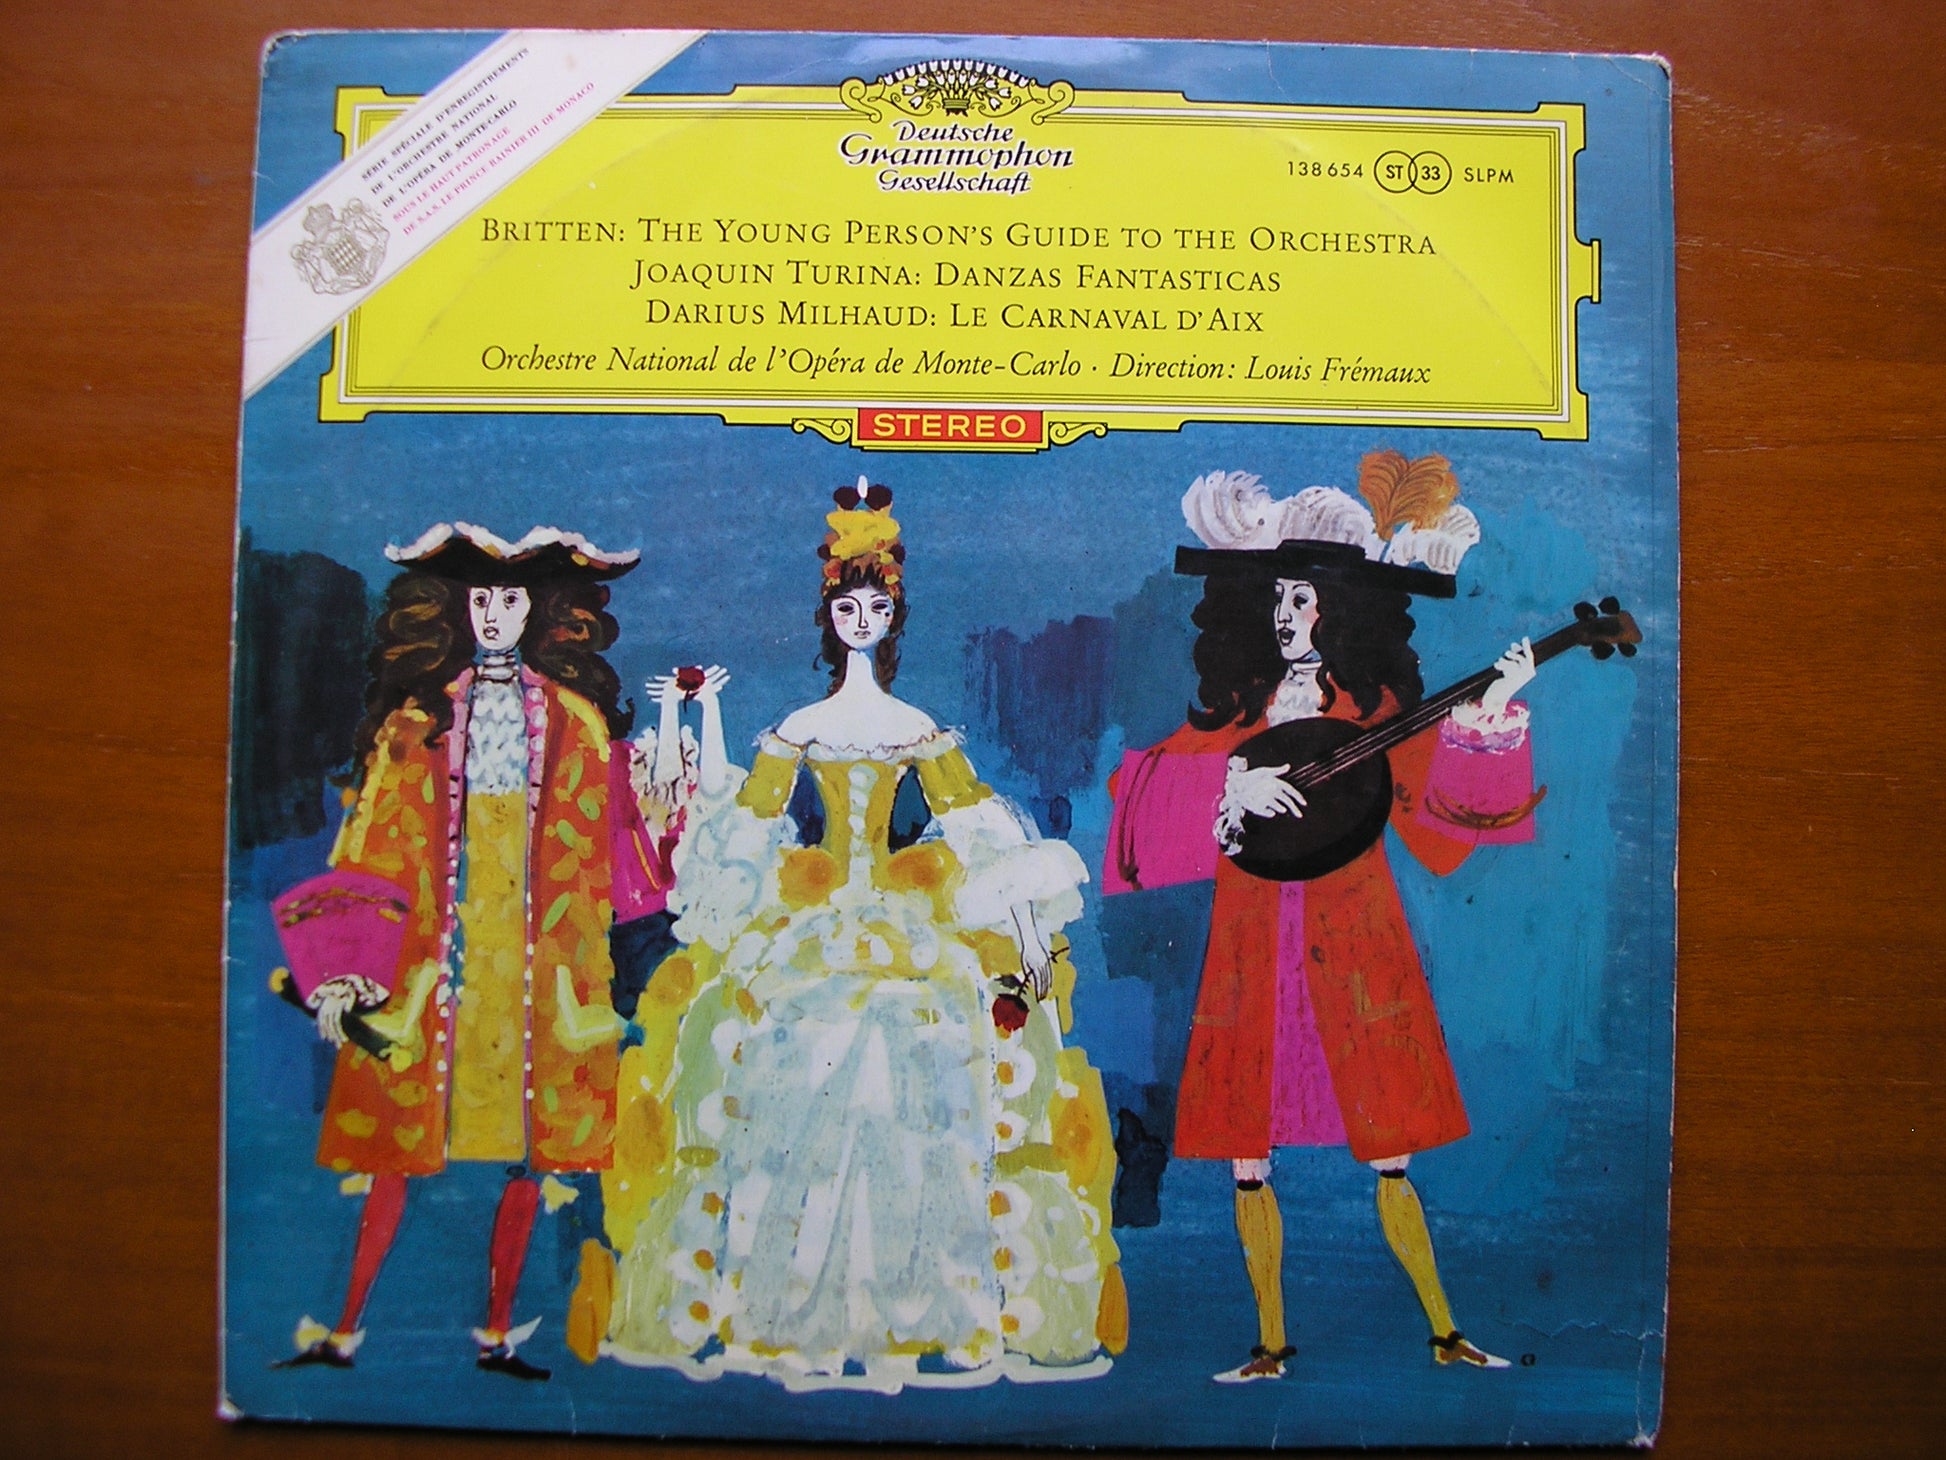 SÉRIE SPÉCIALE D'ENREGISTREMENTS
DE L'ORCHESTRE NATIONAL
DE L'OPÉRA DE MONTE-CARLO
SOUS LE HAUT PATRONAGE
DE S.A.S. LE PRINCE RAINIER III DE MONACO
Deutsche
Grammophon
Gesellschaft
138 654 ST 33 SLPM
BRITTEN: THE YOUNG PERSON'S GUIDE TO THE ORCHESTRA
JOAQUIN TURINA: DANZAS FANTASTICAS
DARIUS MILHAUD: LE CARNAVAL D'AIX
Orchestre National de l'Opéra de Monte-Carlo · Direction: Louis Frémaux
STEREO